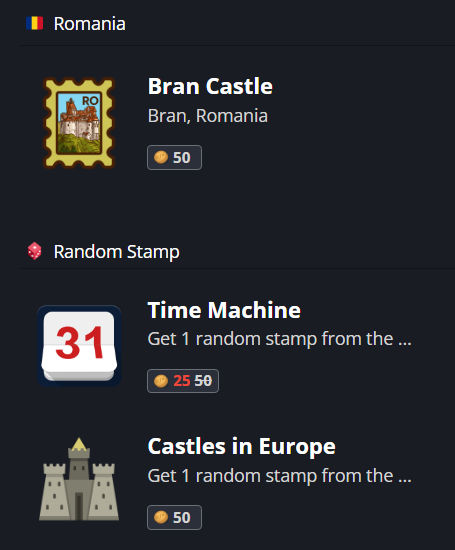 Romania
RO
Bran Castle
Bran, Romania
50
Random Stamp
31
Time Machine
Get 1 random stamp from the ...
25 50
Castles in Europe
Get 1 random stamp from the ...
50